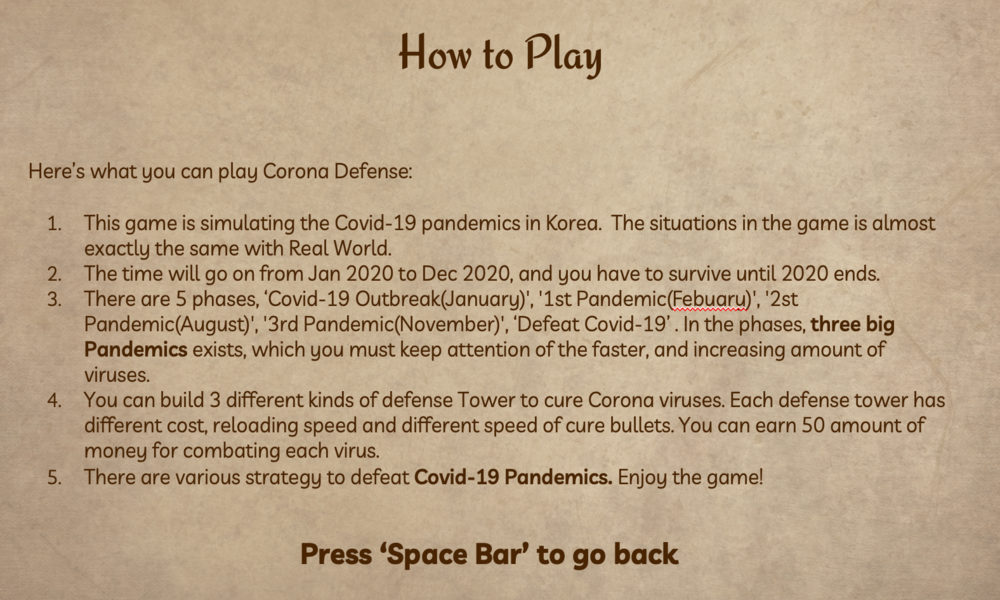 How to Play
Here's what you can play Corona Defense:
1. This game is simulating the Covid-19 pandemics in Korea.  The situations in the game is almost
exactly the same with Real World.
2. The time will go on from Jan 2020 to Dec 2020, and you have to survive until 2020 ends.
3. There are 5 phases, ‘Covid-19 Outbreak(January)', '1st Pandemic(Febuary)', '2st
Pandemic(August)', '3rd Pandemic(November)', ‘Defeat Covid-19’ . In the phases, three big
Pandemics exists, which you must keep attention of the faster, and increasing amount of
viruses.
4. You can build 3 different kinds of defense Tower to cure Corona viruses. Each defense tower has
different cost, reloading speed and different speed of cure bullets. You can earn 50 amount of
money for combating each virus.
5. There are various strategy to defeat Covid-19 Pandemics. Enjoy the game!
Press ‘Space Bar’ to go back